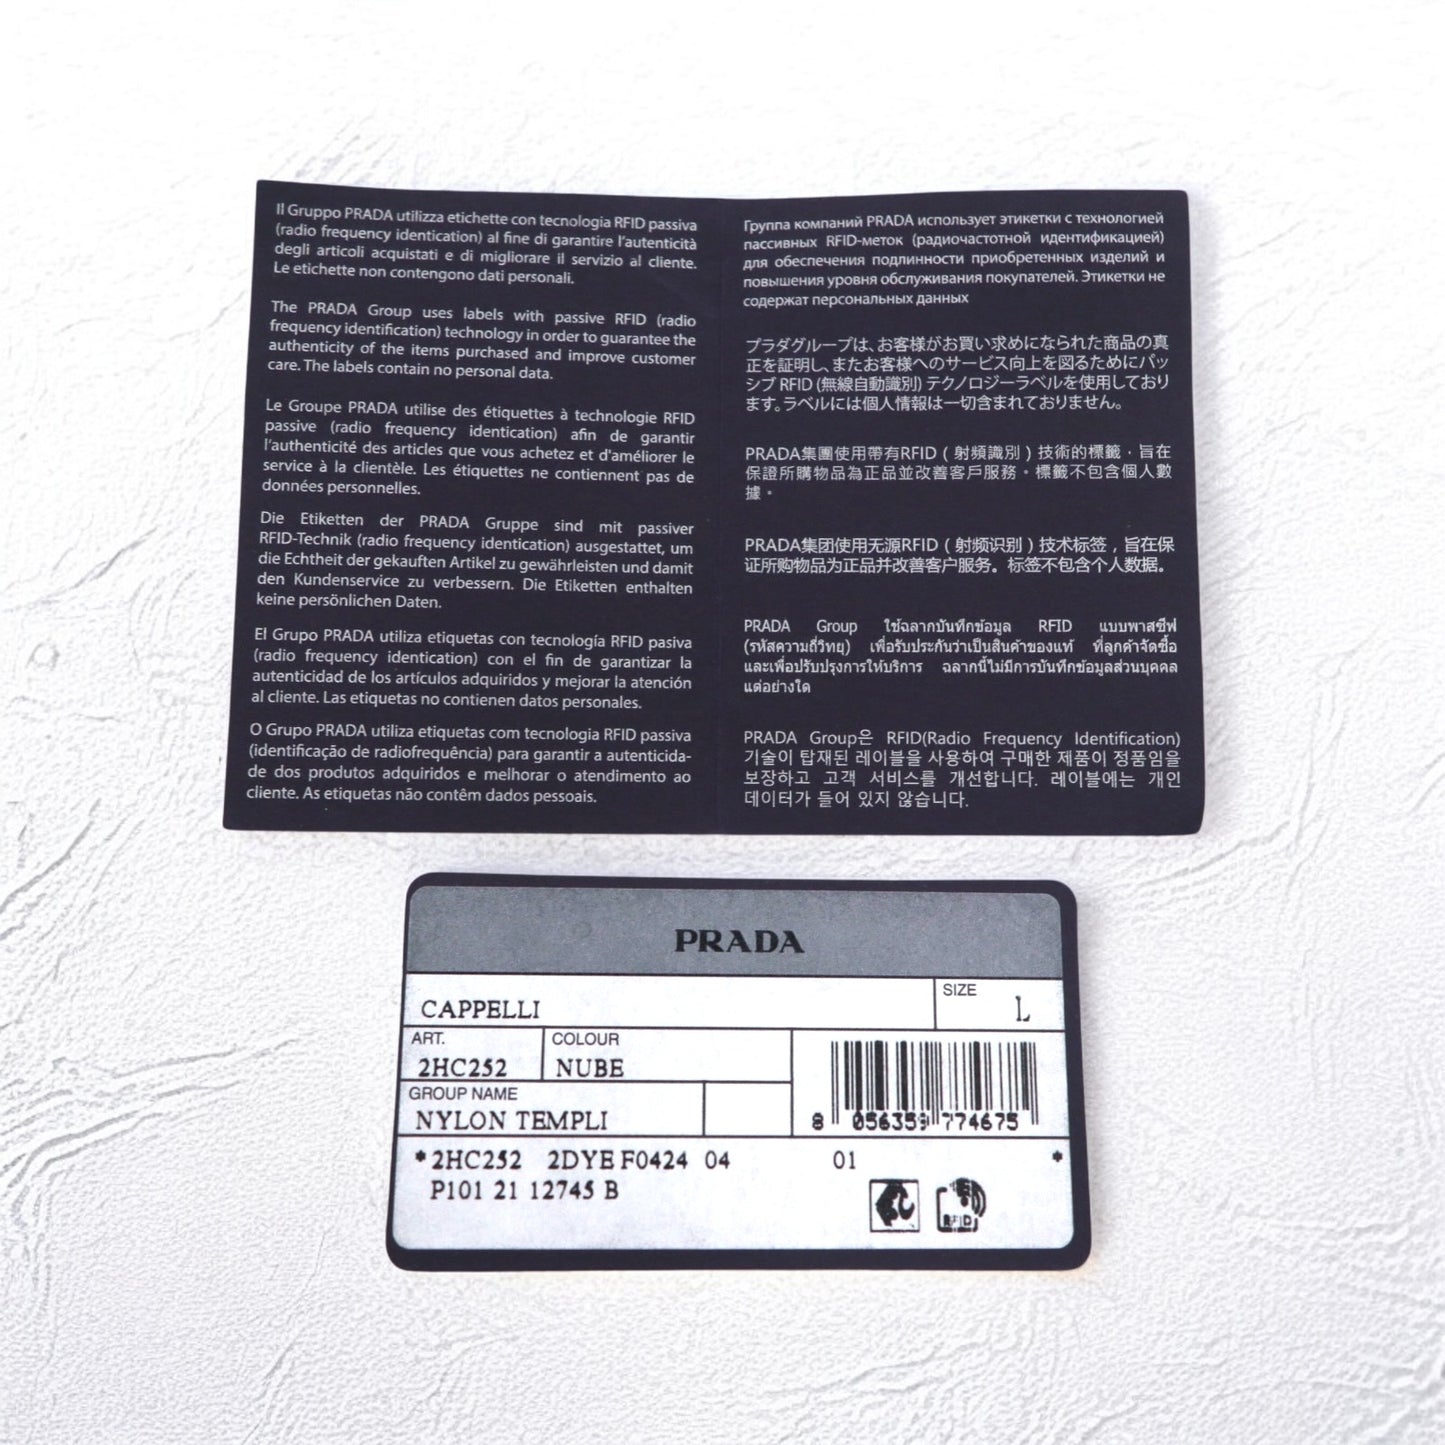 Il Gruppo PRADA utilizza etichette con tecnologia RFID passiva
(radio frequency identication) al fine di garantire l'autenticità
degli articoli acquistati e di migliorare il servizio al cliente.
Le etichette non contengono dati personali.
The PRADA Group uses labels with passive RFID (radio
frequency identification) technology in order to guarantee the
authenticity of the items purchased and improve customer
care. The labels contain no personal data.
Le Groupe PRADA utilise des étiquettes à technologie RFID
passive (radio frequency identication) afin de garantir
l'authenticité des articles que vous achetez et d'améliorer le
service à la clientèle. Les étiquettes ne contiennent pas de
données personnelles.
Die Etiketten der PRADA Gruppe sind mit passiver
RFID-Technik (radio frequency identication) ausgestattet, um
die Echtheit der gekauften Artikel zu gewährleisten und damit
den Kundenservice zu verbessern. Die Etiketten enthalten
keine persönlichen Daten.
El Grupo PRADA utiliza etiquetas con tecnología RFID pasiva
(radio frequency identication) con el fin de garantizar la
autenticidad de los artículos adquiridos y mejorar la atención
al cliente. Las etiquetas no contienen datos personales.
O Grupo PRADA utiliza etiquetas com tecnologia RFID passiva
(identificação de radiofrequência) para garantir a autenticida-
de dos produtos adquiridos e melhorar o atendimento ao
cliente. As etiquetas não contêm dados pessoais.
Группа компаний PRADA использует этикетки с технологией
пассивных RFID-меток (радиочастотной идентификацией)
для обеспечения подлинности приобретенных изделий и
повышения уровня обслуживания покупателей. Этикетки не
содержат персональных данных
プラダグループは、お客様がお買い求めになられた商品の真
正を証明し、またお客様へのサービス向上を図るためにパッ
シブ RFID (無線自動識別) テクノロジーラベルを使用しており
ます。ラベルには個人情報は一切含まれておりません。
PRADA集團使用帶有RFID（射頻識別）技術的標籤，旨在
保證所購物品為正品並改善客戶服務。標籤不包含個人數
據。
PRADA集团使用无源RFID（射频识别）技术标签，旨在保
证所购物品为正品并改善客户服务。标签不包含个人数据。
PRADA Group ใช้ฉลากบันทึกข้อมูล RFID แบบพาสซีฟ
(รหัสความถี่วิทยุ) เพื่อรับประกันว่าเป็นสินค้าของแท้ ที่ลูกค้าจัดซื้อ
และเพื่อปรับปรุงการให้บริการ ฉลากนี้ไม่มีการบันทึกข้อมูลส่วนบุคคล
แต่อย่างใด
PRADA Group은 RFID(Radio Frequency Identification)
기술이 탑재된 레이블을 사용하여 구매한 제품이 정품임을
보장하고 고객 서비스를 개선합니다. 레이블에는 개인
데이터가 들어 있지 않습니다.
PRADA
CAPPELLI SIZE L
ART. COLOUR
2HC252 NUBE
GROUP NAME
NYLON TEMPLI
8 056359 774675
*2HC252 2DYE F0424 04 01 *
P101 21 12745 B
RFID